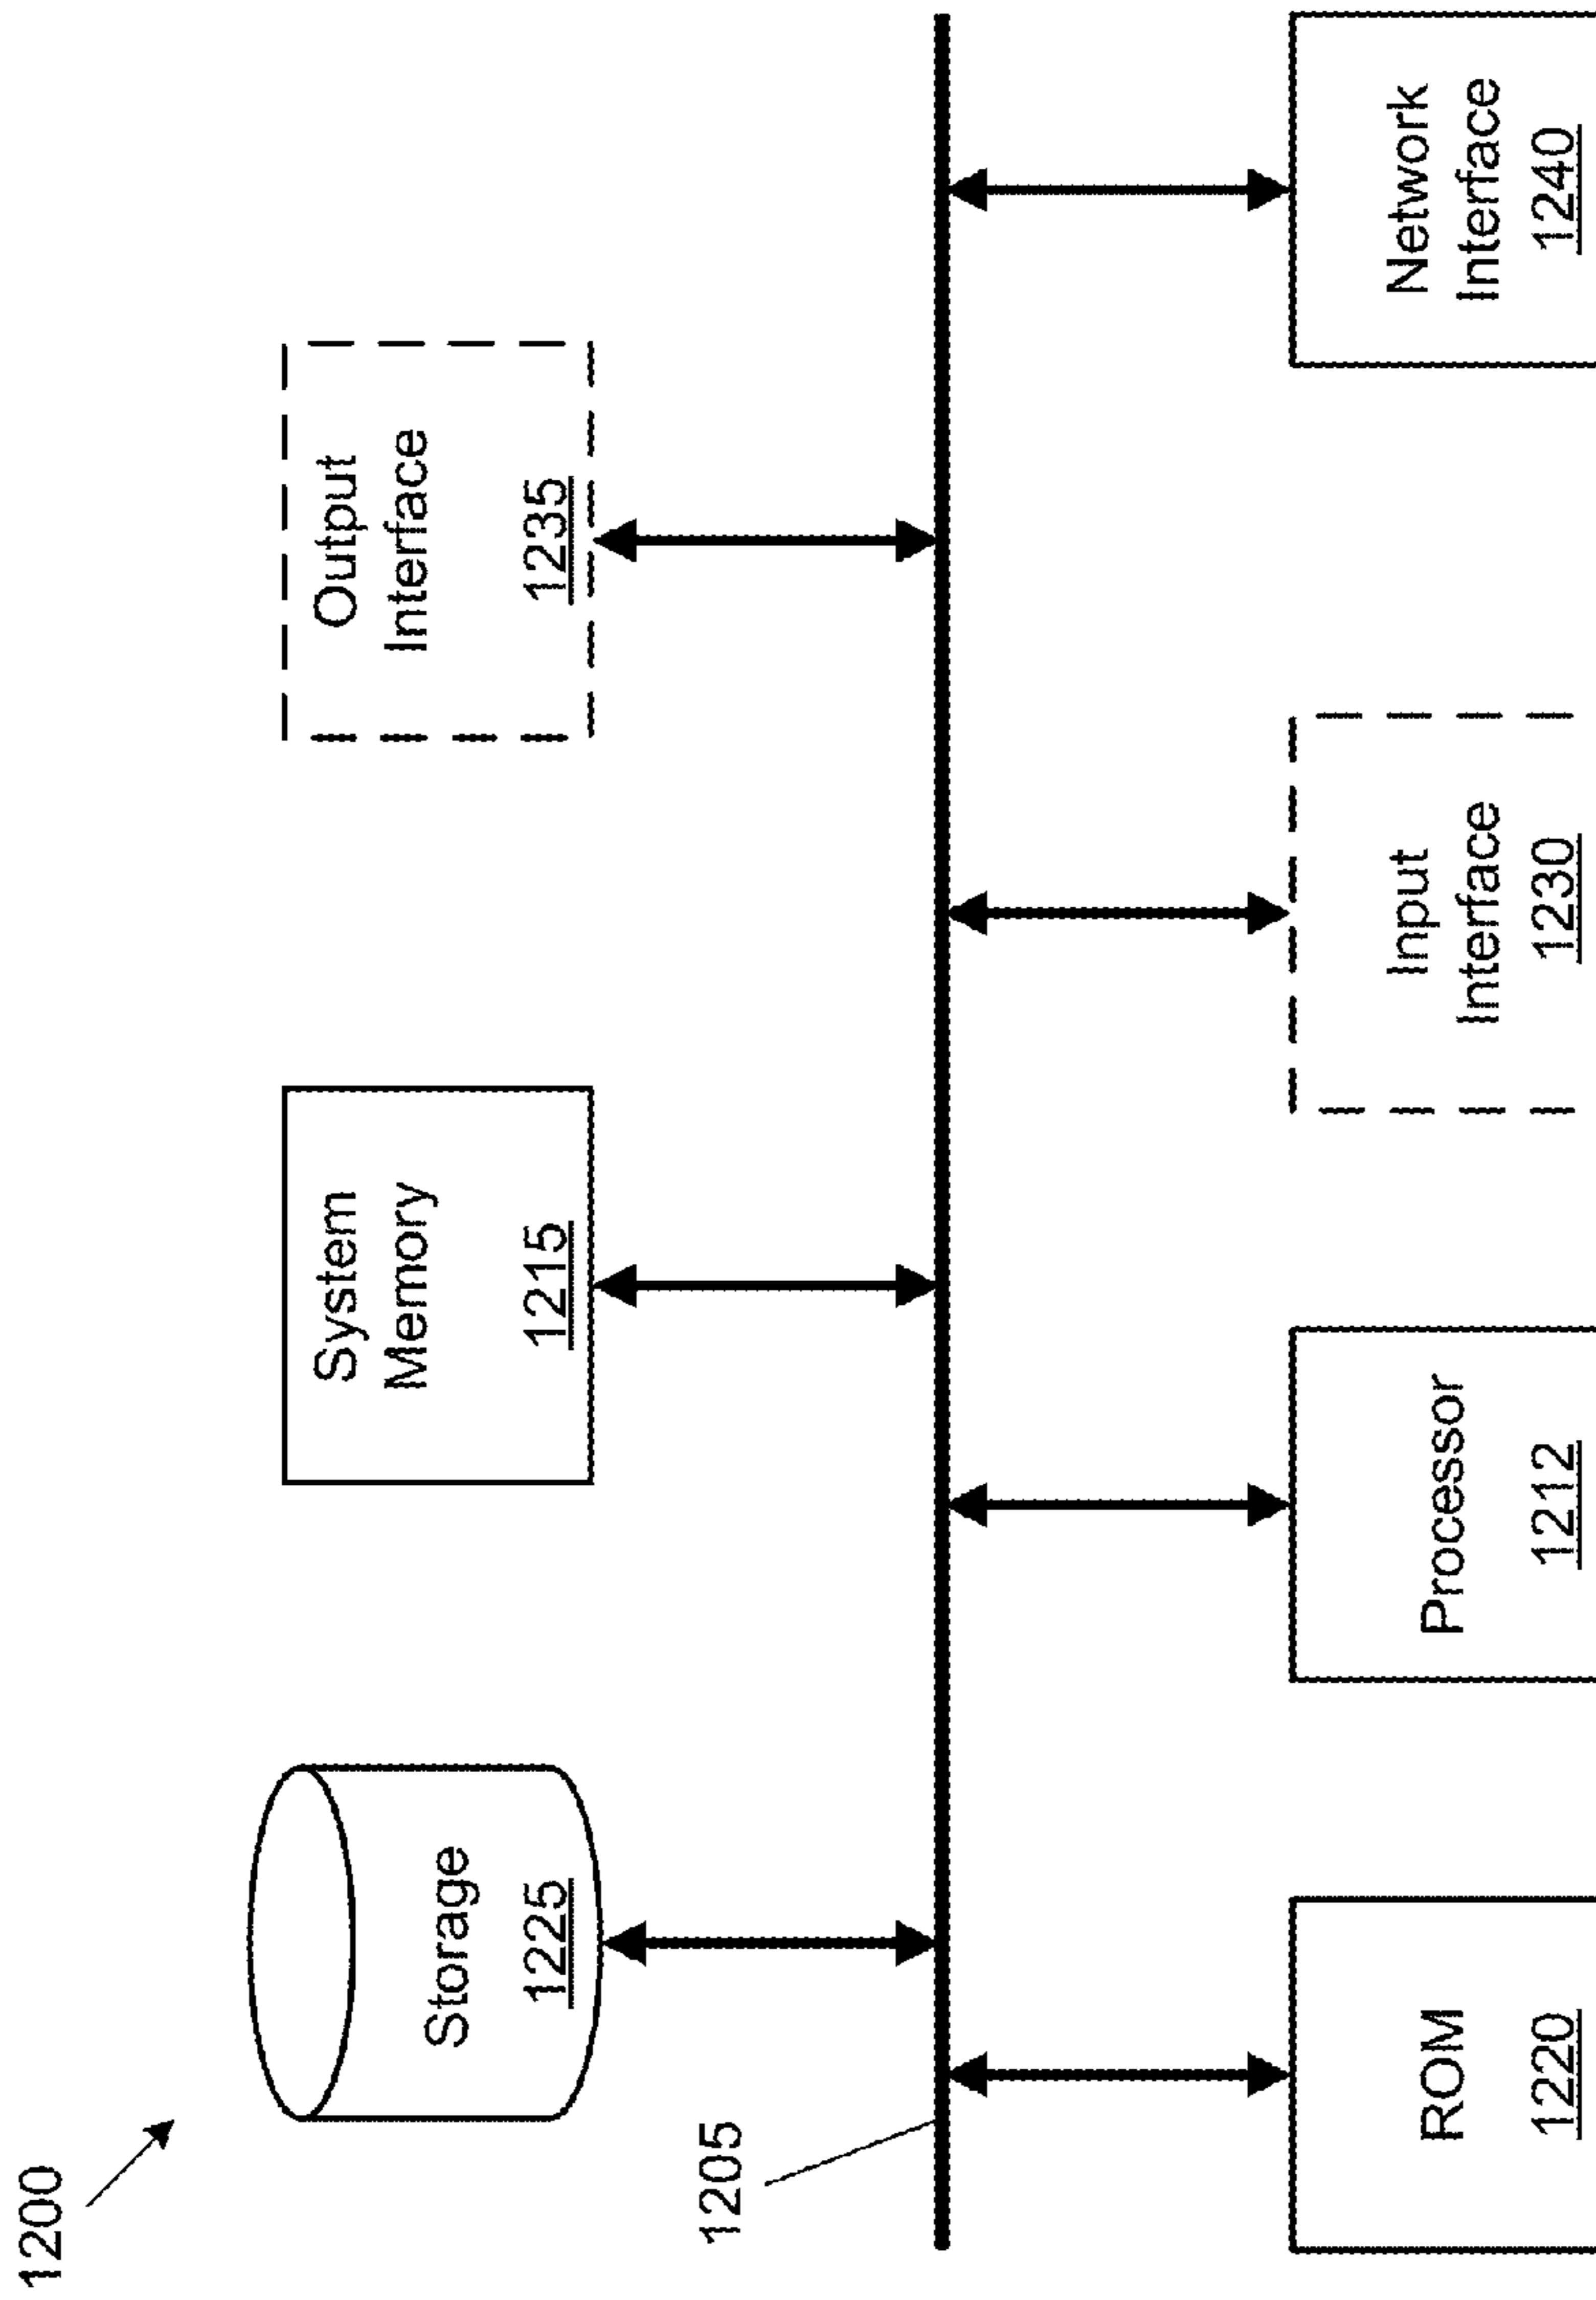 1200
Storage
1225
System
Memory
1215
Output
Interface
1235
1205
ROM
1220
Processor
1212
Input
Interface
1230
Network
Interface
1240